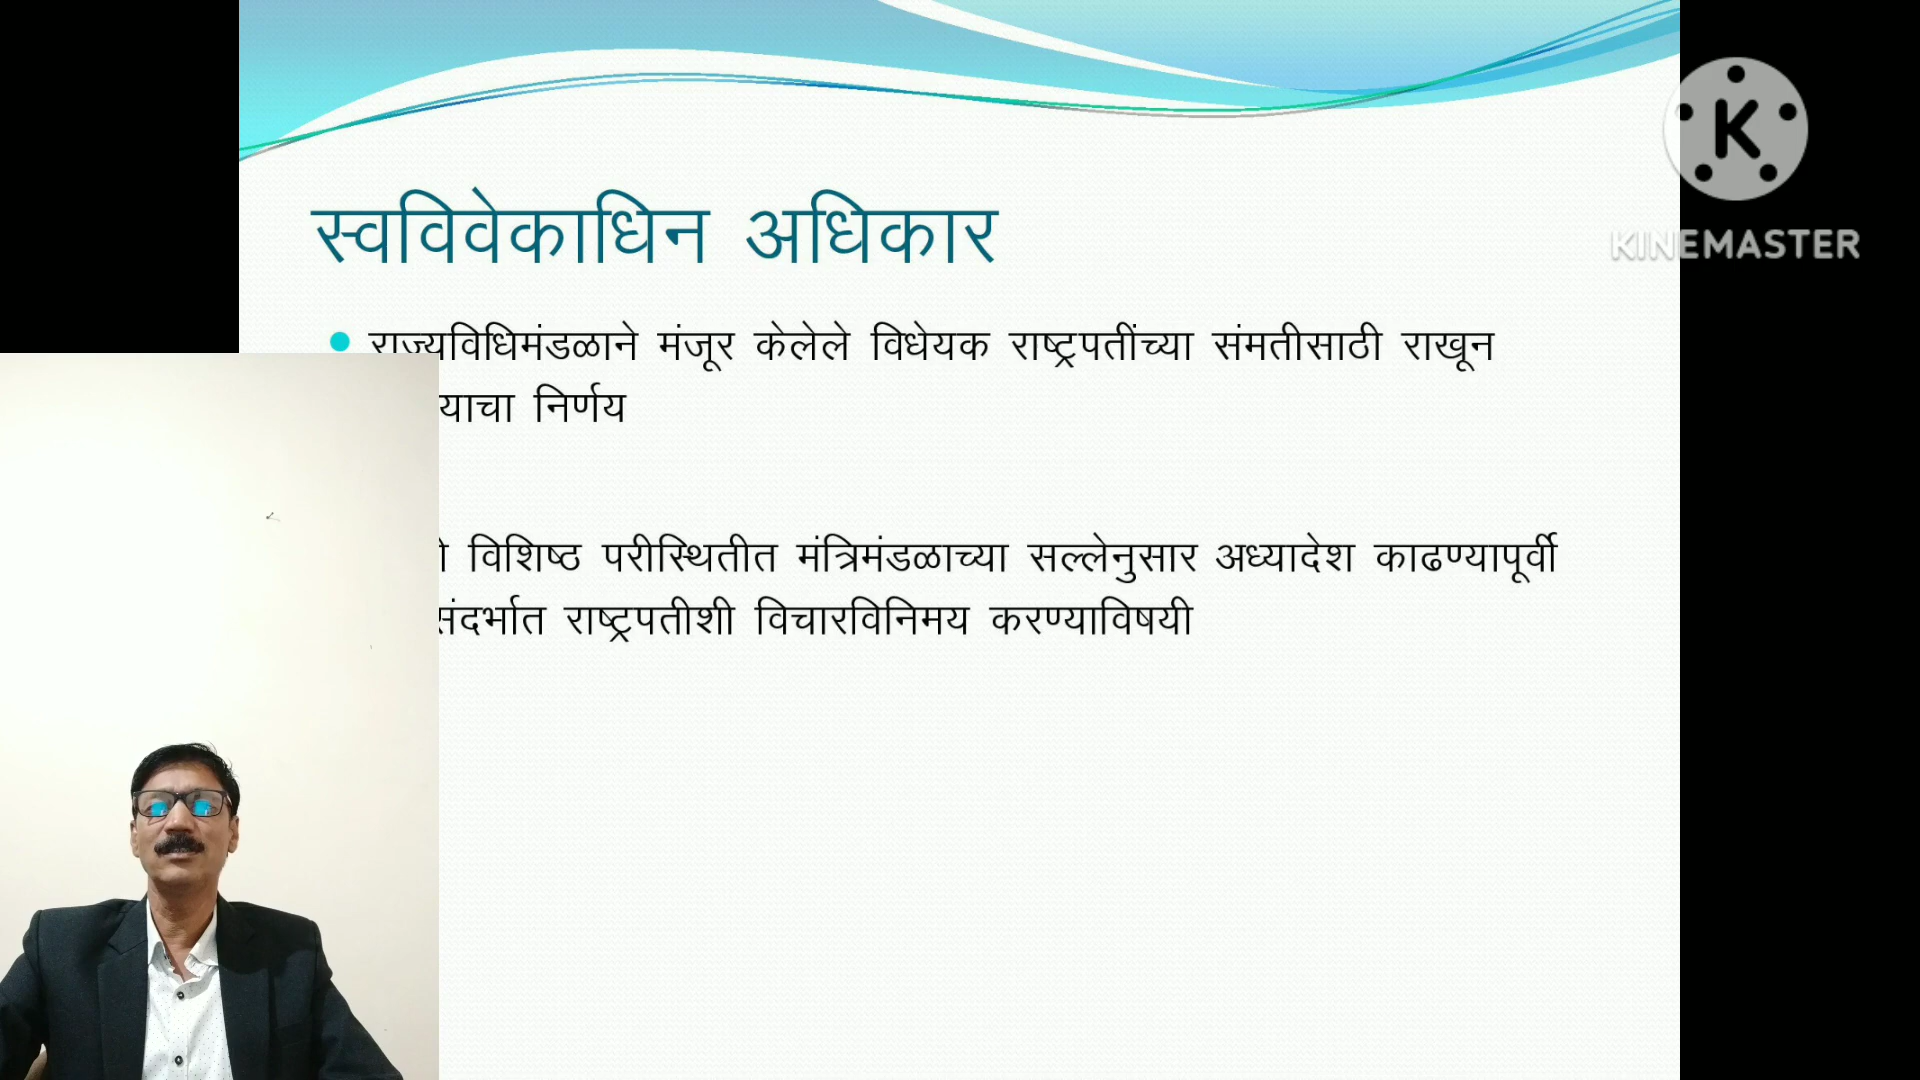 स्वविवेकाधिन अधिकार
राज्यविधिमंडळाने मंजूर केलेले विधेयक राष्ट्रपतींच्या संमतीसाठी राखून
निर्णय
विशिष्ठ परीस्थितीत मंत्रिमंडळाच्या सल्लेनुसार अध्यादेश काढण्यापूर्वी
संदर्भात राष्ट्रपतीशी विचारविनिमय करण्याविषयी
K
KINEMASTER